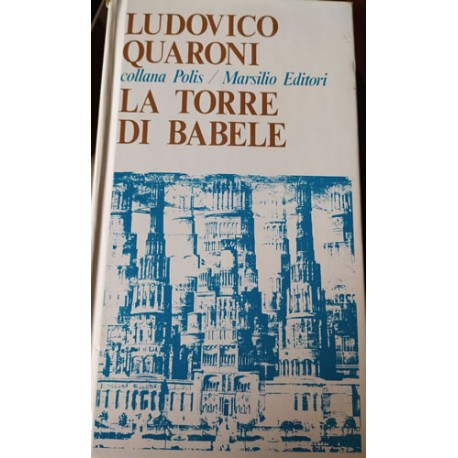 LUDOVICO
QUARONI
collana Polis / Marsilio Editori
LA TORRE
DI BABELE